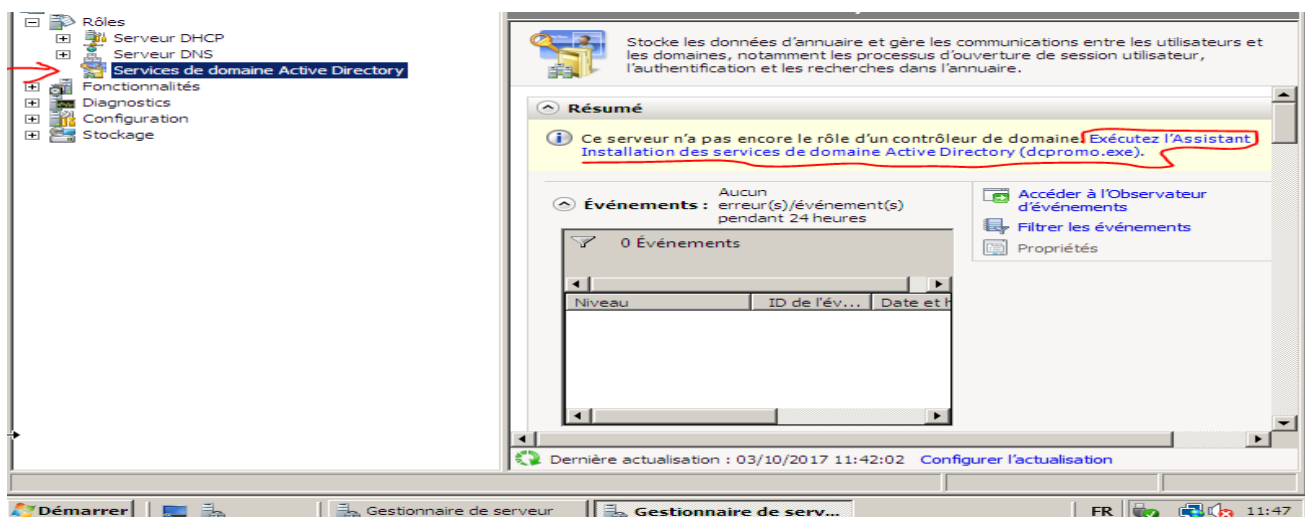 Rôles
Serveur DHCP
Serveur DNS
Services de domaine Active Directory
Fonctionnalités
Diagnostics
Configuration
Stockage
Stocke les données d'annuaire et gère les communications entre les utilisateurs et
les domaines, notamment les processus d'ouverture de session utilisateur,
l'authentification et les recherches dans l'annuaire.
Résumé
Ce serveur n'a pas encore le rôle d'un contrôleur de domaine. Exécutez l'Assistant
Installation des services de domaine Active Directory (dcpromo.exe).
Événements :
Aucun
erreur(s)/événement(s)
pendant 24 heures
0 Événements
Niveau ID de l'év... Date et h
Accéder à l'Observateur
d'événements
Filtrer les événements
Propriétés
Dernière actualisation : 03/10/2017 11:42:02 Configurer l'actualisation
Démarrer Gestionnaire de serveur Gestionnaire de serv... FR 11:47